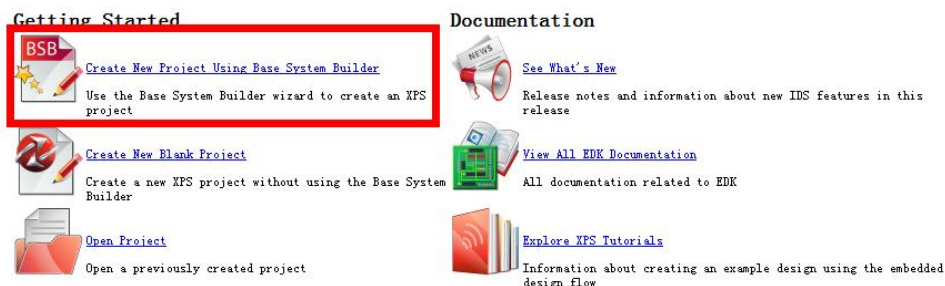 Getting Started
BSB
Create New Project Using Base System Builder
Use the Base System Builder wizard to create an XPS
project
Create New Blank Project
Create a new XPS project without using the Base System
Builder
Open Project
Open a previously created project
Documentation
NEWS
See What's New
Release notes and information about new IDS features in this
release
View All EDK Documentation
All documentation related to EDK
Explore XPS Tutorials
Information about creating an example design using the embedded
design flow